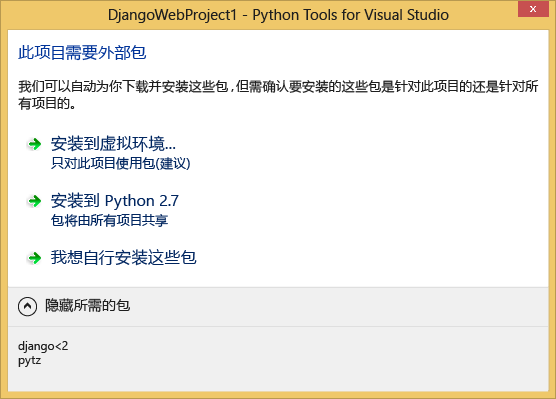 DjangoWebProject1 - Python Tools for Visual Studio
x
此项目需要外部包
我们可以自动为你下载并安装这些包,但需确认要安装的这些包是针对此项目的还是针对所
有项目的。
安装到虚拟环境...
只对此项目使用包(建议)
安装到 Python 2.7
包将由所有项目共享
我想自行安装这些包
隐藏所需的包
django<2
pytz